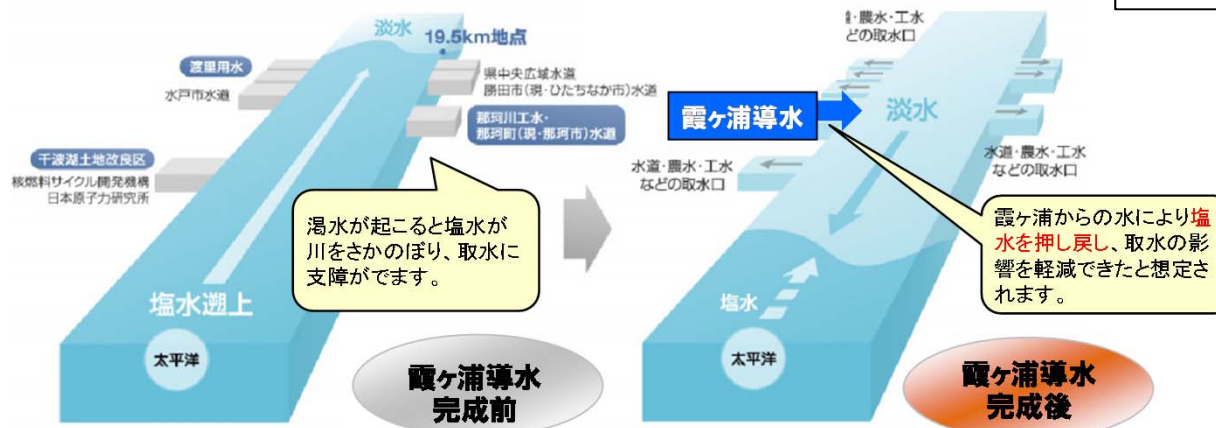 淡水
19.5km地点
渡里用水
水戸市水道
県中央広域水道
勝田市(現・ひたちなか市)水道
那珂川工水・
那珂町(現・那珂市)水道
千波湖土地改良区
核燃料サイクル開発機構
日本原子力研究所
渇水が起こると塩水が
川をさかのぼり、取水に
支障がでます。
塩水遡上
太平洋
霞ヶ浦導水
完成前
・農水・工水
どの取水口
霞ヶ浦導水
淡水
水道・農水・工水
などの取水口
水道・農水・工水
などの取水口
霞ヶ浦からの水により塩
水を押し戻し、取水の影
響を軽減できたと想定さ
れます。
塩水
太平洋
霞ヶ浦導水
完成後